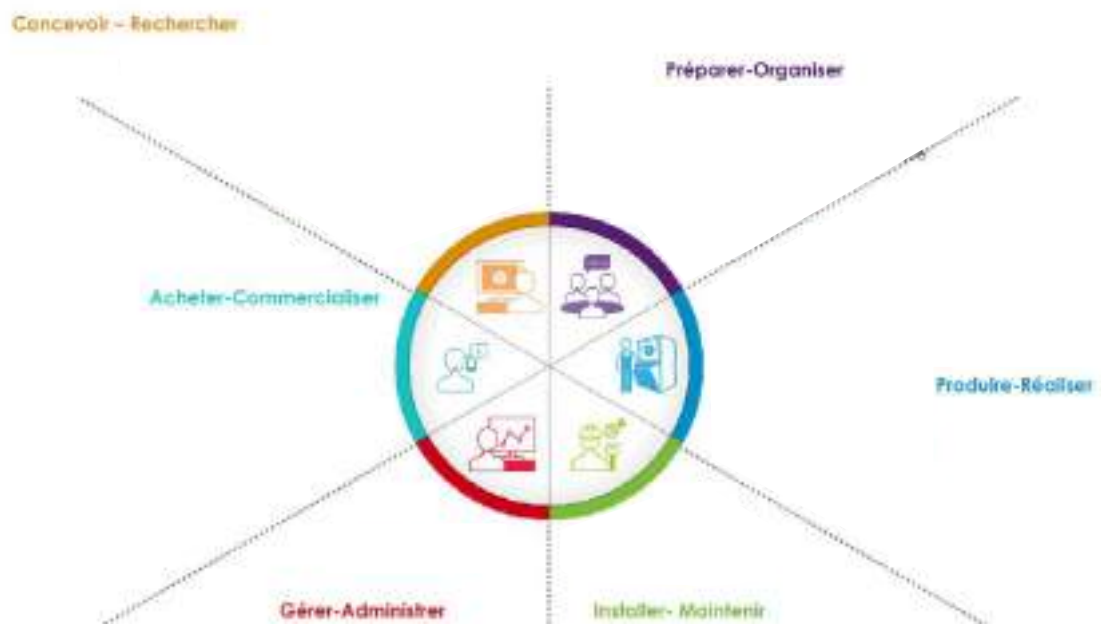 Concevoir – Rechercher
Préparer-Organiser
Acheter-Commercialiser
Produire-Réaliser
Gérer-Administrer
Installer- Maintenir